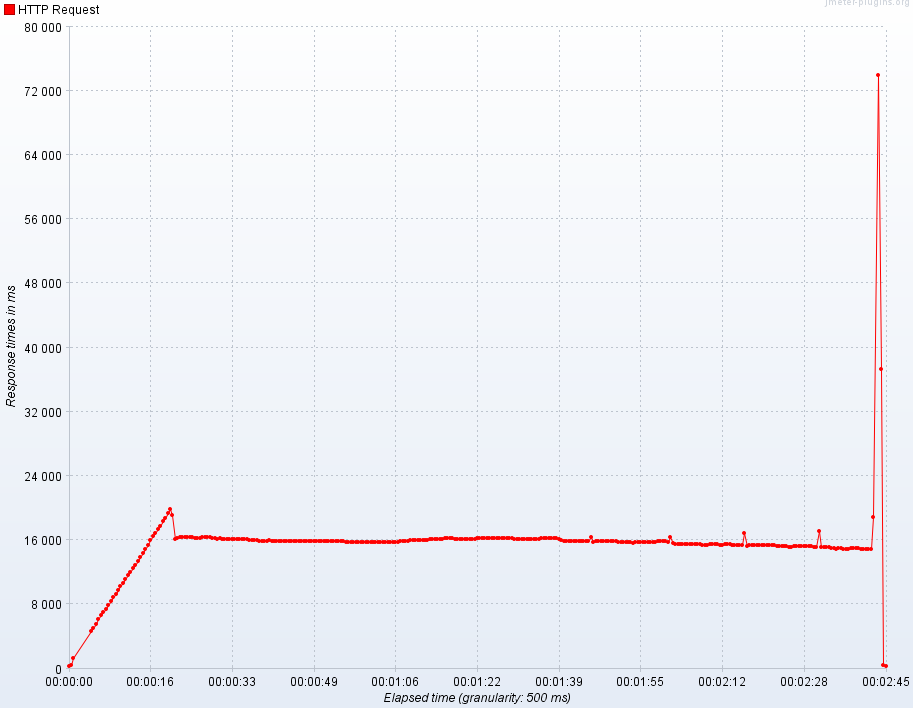 jmeter-plugins.org
HTTP Request
80 000
72 000
64 000
56 000
48 000
40 000
32 000
24 000
16 000
8 000
0
Response times in ms
00:00:00 00:00:16 00:00:33 00:00:49 00:01:06 00:01:22 00:01:39 00:01:55 00:02:12 00:02:28 00:02:45
Elapsed time (granularity: 500 ms)